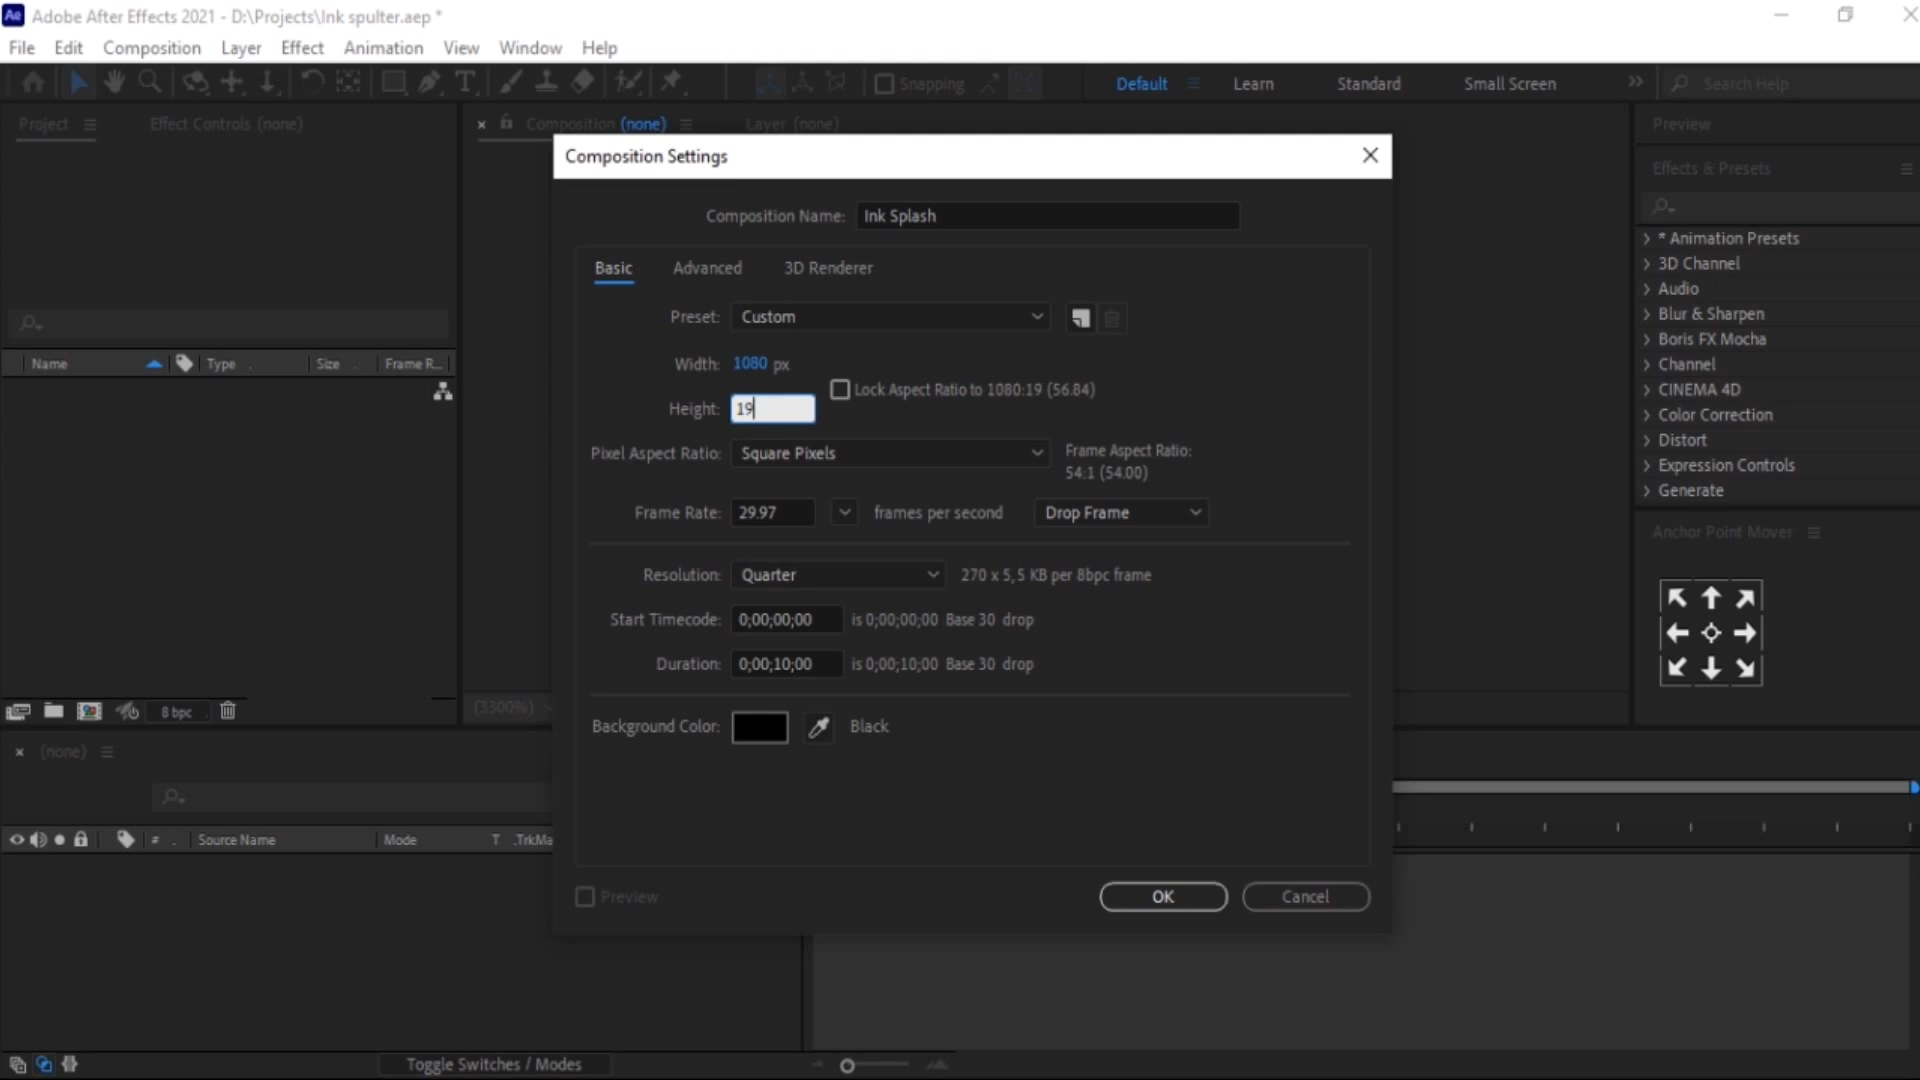 Ae Adobe After Effects 2021 - D:\Projects\Ink spulter.aep *
File Edit Composition Layer Effect Animation View Window Help
Snapping Default Learn Standard Small Screen Search Help
Project Effect Controls (none) Composition (none) Layer (none) Preview
Composition Settings
Effects & Presets
Composition Name: Ink Splash
* Animation Presets
3D Channel
Audio
Blur & Sharpen
Boris FX Mocha
Channel
CINEMA 4D
Color Correction
Distort
Expression Controls
Generate
Basic Advanced 3D Renderer
Preset: Custom
Width: 1080 px
Lock Aspect Ratio to 1080:19 (56.84)
Height: 19
Pixel Aspect Ratio: Square Pixels Frame Aspect Ratio:
54:1 (54.00)
Frame Rate: 29.97 frames per second Drop Frame
Resolution: Quarter 270 x 5, 5 KB per 8bpc frame
Start Timecode: 0;00;00;00 is 0;00;00;00 Base 30 drop
Duration: 0;00;10;00 is 0;00;10;00 Base 30 drop
Background Color: Black
Preview OK Cancel
Anchor Point Mover
Name Type Size Frame R...
8 bpc
(3300%)
(none)
# Source Name Mode T .TrkMa
Toggle Switches / Modes